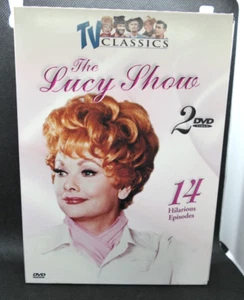 TV CLASSICS
The
Lucy Show
2 DVD
14
Hilarious
Episodes
DVD